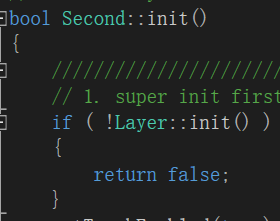 bool Second::init()
{
///////////////////////
// 1. super init first
if ( !Layer::init() )
{
return false;
}